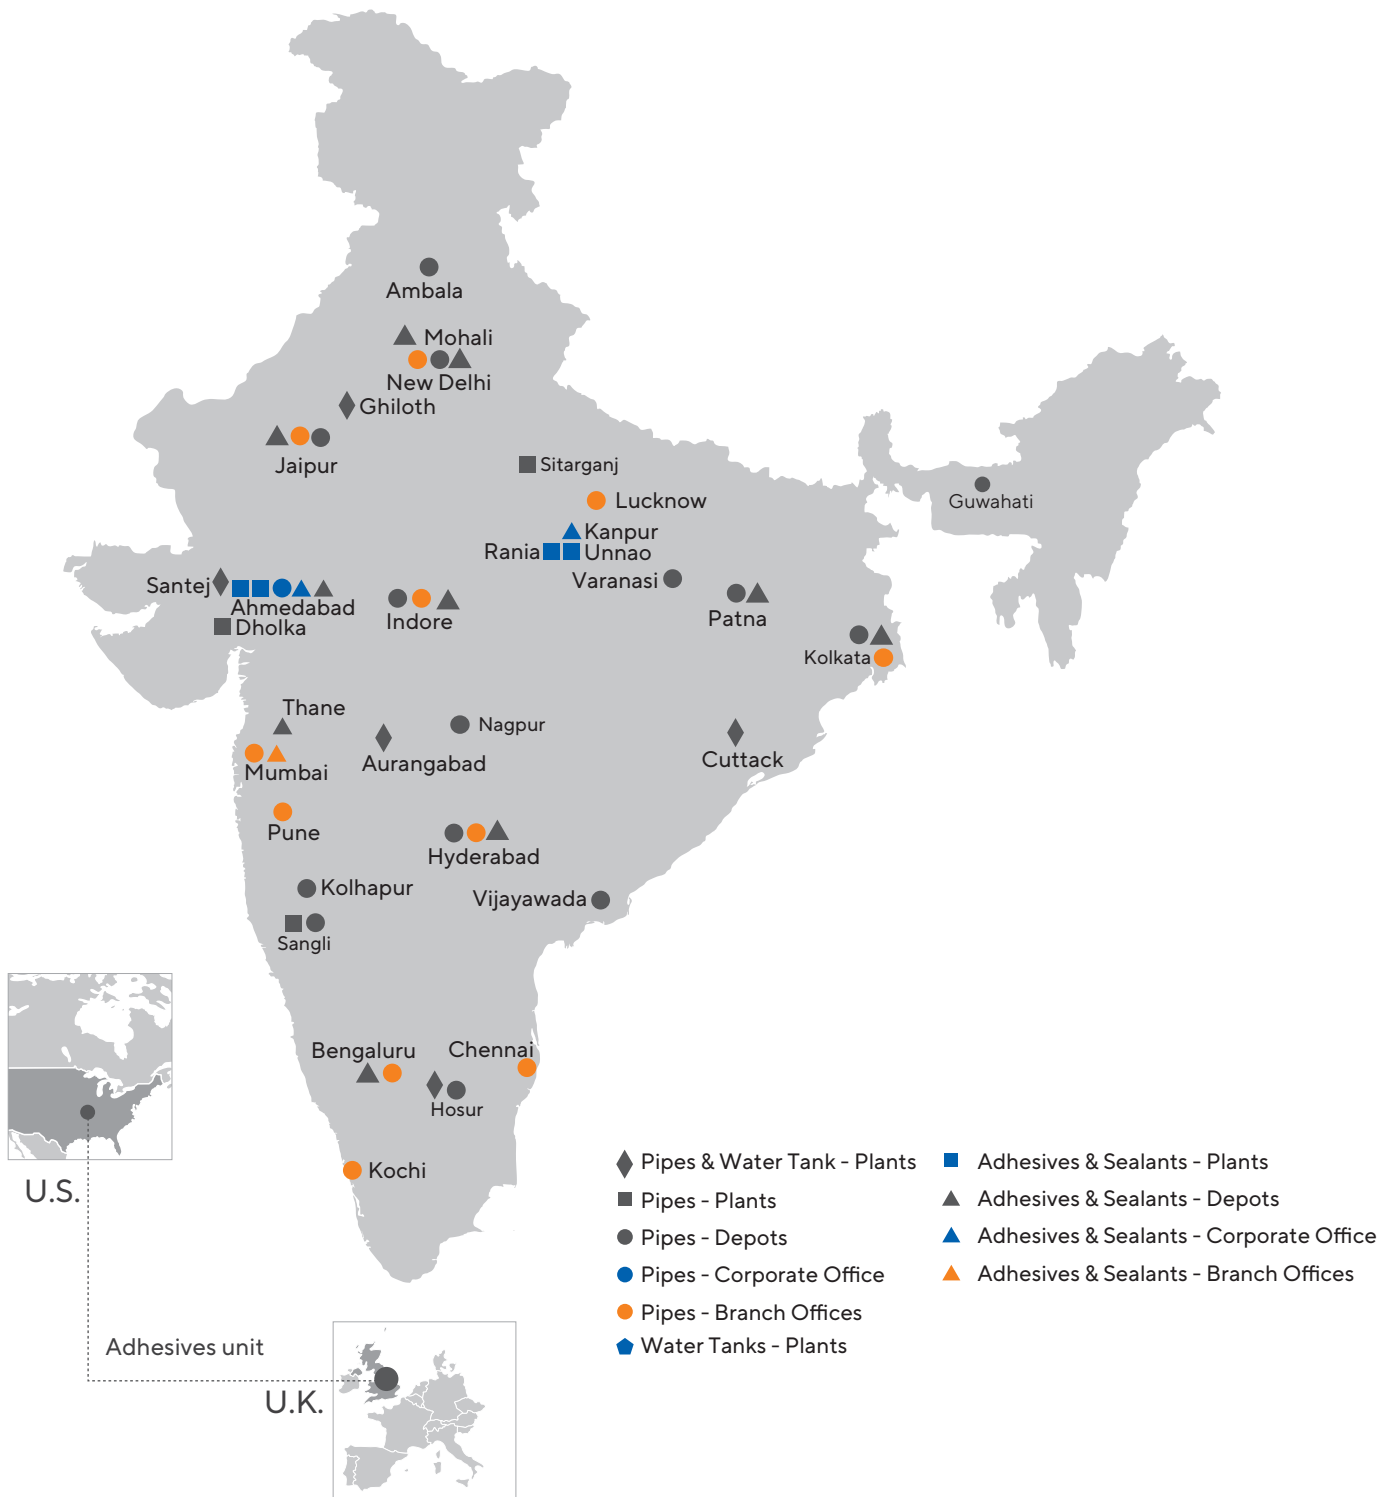 Ambala
Mohali
New Delhi
Ghiloth
Jaipur
Sitarganj
Lucknow
Guwahati
Kanpur
Rania
Unnao
Varanasi
Santej
Ahmedabad
Dholka
Indore
Patna
Kolkata
Thane
Nagpur
Aurangabad
Cuttack
Mumbai
Pune
Hyderabad
Kolhapur
Vijayawada
Sangli
Bengaluru
Chennai
Hosur
Kochi
U.S.
Adhesives unit
U.K.
Pipes & Water Tank - Plants
Pipes - Plants
Pipes - Depots
Pipes - Corporate Office
Pipes - Branch Offices
Water Tanks - Plants
Adhesives & Sealants - Plants
Adhesives & Sealants - Depots
Adhesives & Sealants - Corporate Office
Adhesives & Sealants - Branch Offices